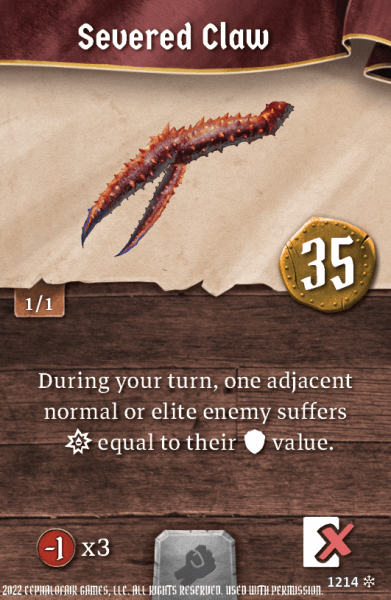 Severed Claw
35
1/1
During your turn, one adjacent
normal or elite enemy suffers
equal to their value.
-1 x3
1214
2022 CEPHALOFAIR GAMES, LLC. ALL RIGHTS RESERVED. USED WITH PERMISSION.